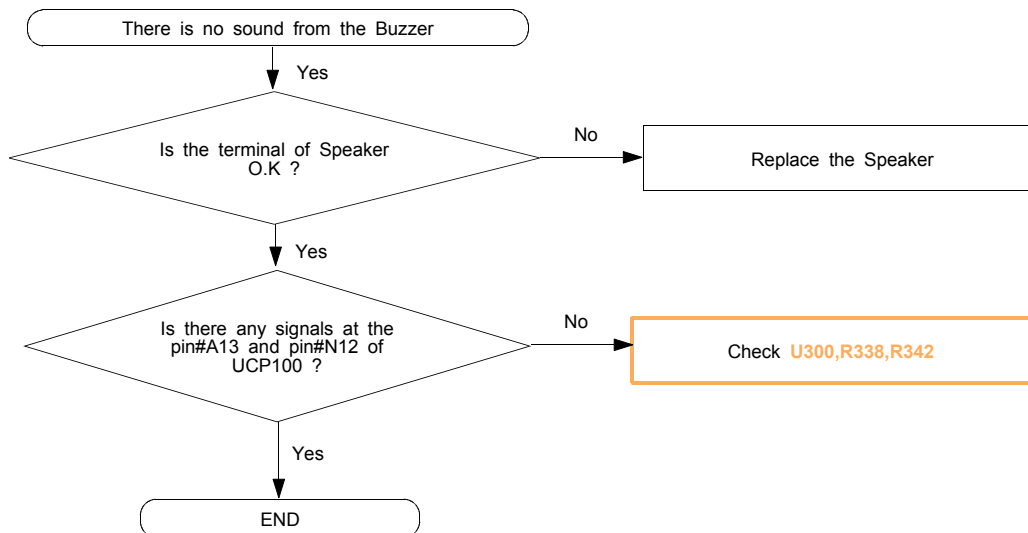 There is no sound from the Buzzer
Yes
Is the terminal of Speaker
O.K ?
No
Replace the Speaker
Yes
Is there any signals at the
pin#A13 and pin#N12 of
UCP100 ?
No
Check U300,R338,R342
Yes
END